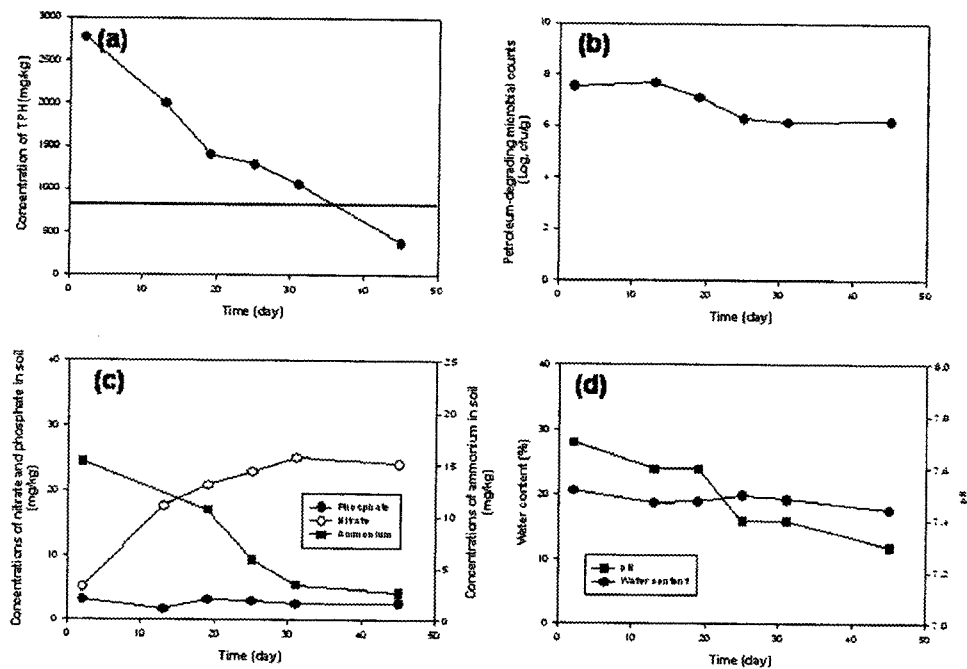 (a)
Concentration of TPH (mg/kg)
3000
2500
2000
1500
1000
500
0
0 10 20 30 40 50
Time (day)
(b)
Petroleum-degrading microbial counts
(Log, cfu/g)
10
8
6
4
2
0
0 10 20 30 40 50
Time (day)
(c)
Concentrations of nitrate and phosphate in soil
(mg/kg)
40
30
20
10
0
Phosphate
Nitrate
Ammonium
25
20
15
10
5
0
Concentrations of ammonium in soil
(mg/kg)
0 10 20 30 40 50
Time (day)
(d)
Water content (%)
40
30
20
10
0
pH
Water content
8.0
7.8
7.6
7.4
7.2
7.0
pH
0 10 20 30 40 50
Time (day)